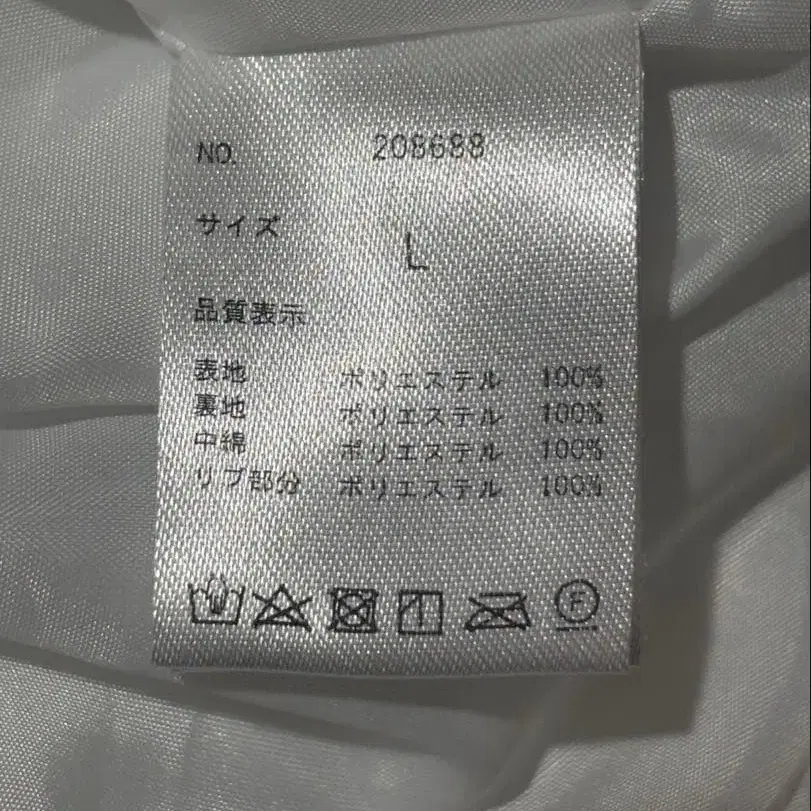 NO. 208688
サイズ L
品質表示
表地 ポリエステル 100%
裏地 ポリエステル 100%
中綿 ポリエステル 100%
リブ部分 ポリエステル 100%
F